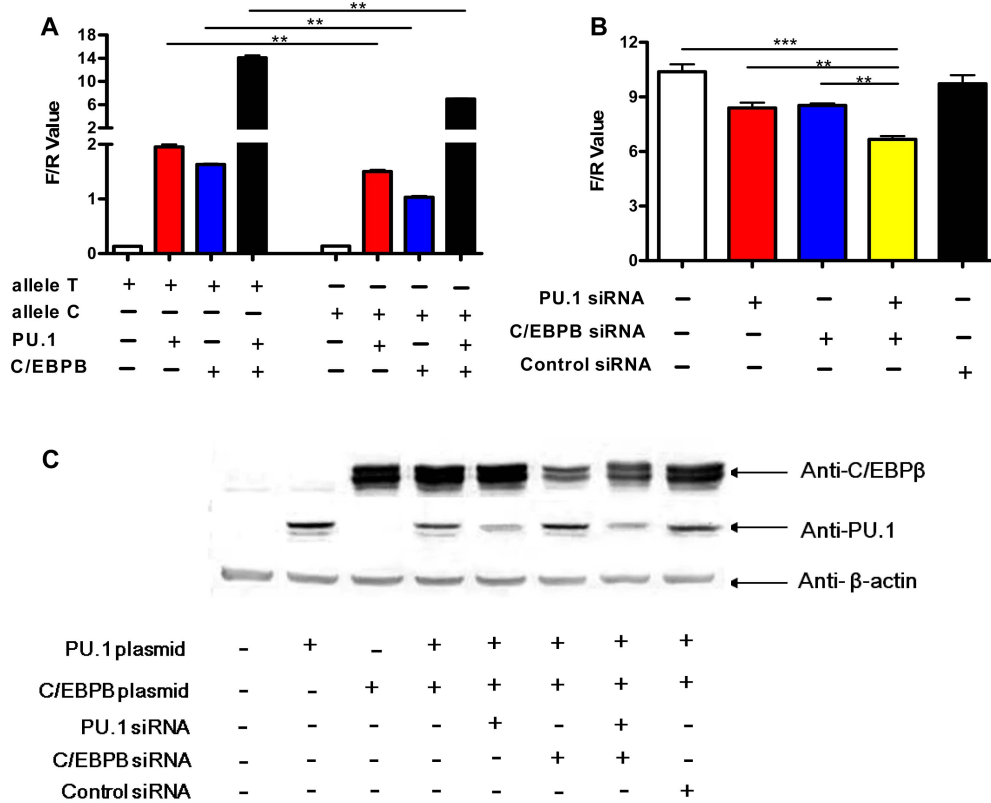 A
F/R Value
18
14
10
6
2
2
1
0
**
**
**
allele T + + + + − − − −
allele C − − − − + + + +
PU.1 − + − + − + − +
C/EBPB − − + + − − + +
B
F/R Value
12
9
6
3
0
***
**
**
PU.1 siRNA − + − + −
C/EBPB siRNA − − + + −
Control siRNA − − − − +
C
Anti-C/EBPβ
Anti-PU.1
Anti- β-actin
PU.1 plasmid - + - + + + + +
C/EBPB plasmid - - + + + + + +
PU.1 siRNA - - - - + - + -
C/EBPB siRNA - - - - - + + -
Control siRNA - - - - - - - +